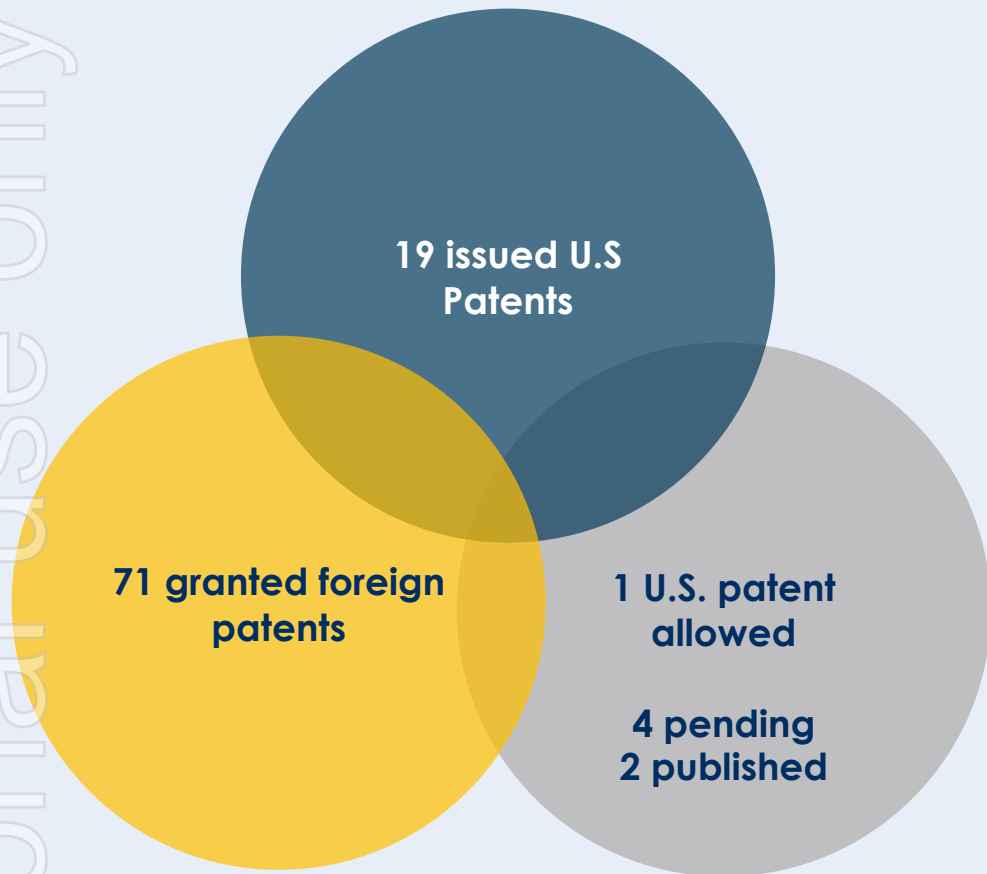 19 issued U.S
Patents
71 granted foreign
patents
1 U.S. patent
allowed
4 pending
2 published